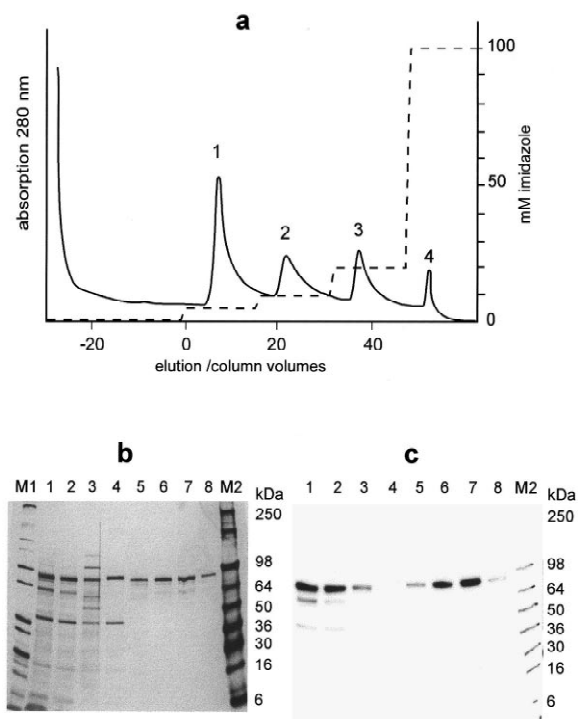 a
absorption 280 nm
1
2
3
4
100
50
0
mM imidazole
-20 0 20 40
elution /column volumes
b
M1 1 2 3 4 5 6 7 8 M2 kDa
250
98
64
50
36
30
16
6
c
1 2 3 4 5 6 7 8 M2 kDa
250
98
64
50
36
30
16
6